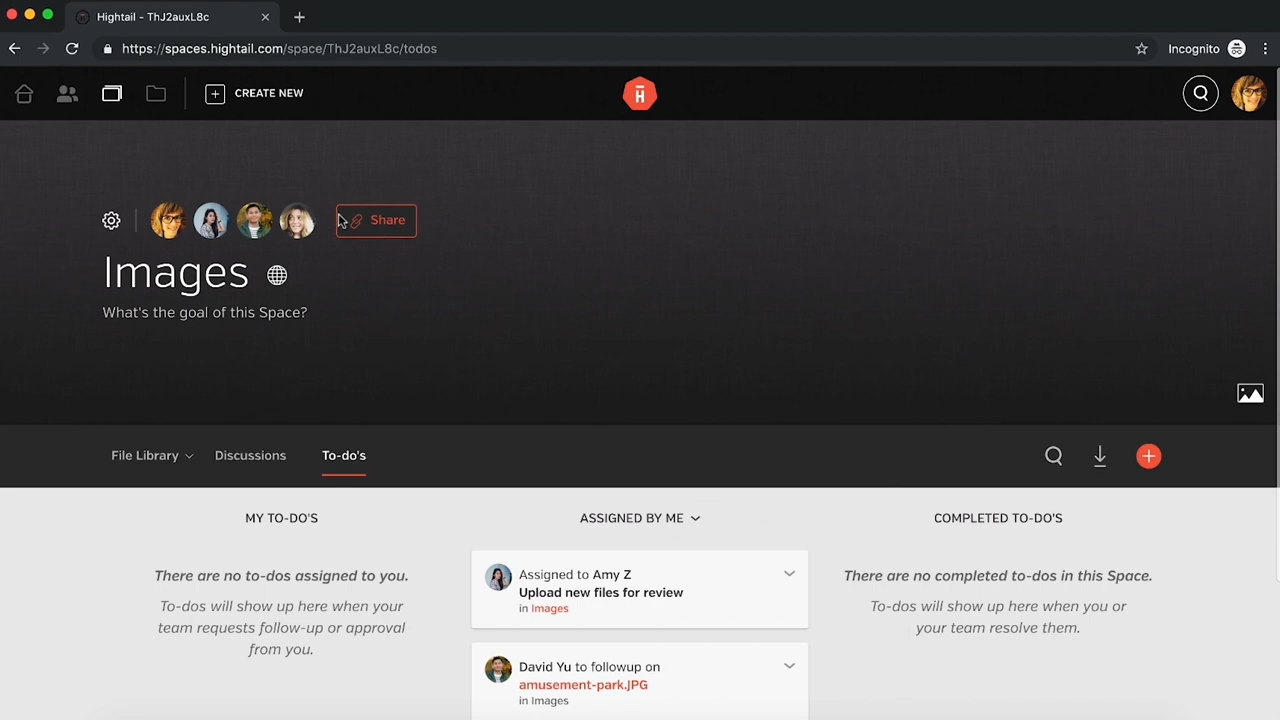 Hightail - ThJ2auxL8c
https://spaces.hightail.com/space/ThJ2auxL8c/todos
Incognito
CREATE NEW
H
Share
Images
What's the goal of this Space?
File Library
Discussions
To-do's
MY TO-DO'S
There are no to-dos assigned to you.
To-dos will show up here when your
team requests follow-up or approval
from you.
ASSIGNED BY ME
Assigned to Amy Z
Upload new files for review
in Images
David Yu to followup on
amusement-park.JPG
in Images
COMPLETED TO-DO'S
There are no completed to-dos in this Space.
To-dos will show up here when you or
your team resolve them.